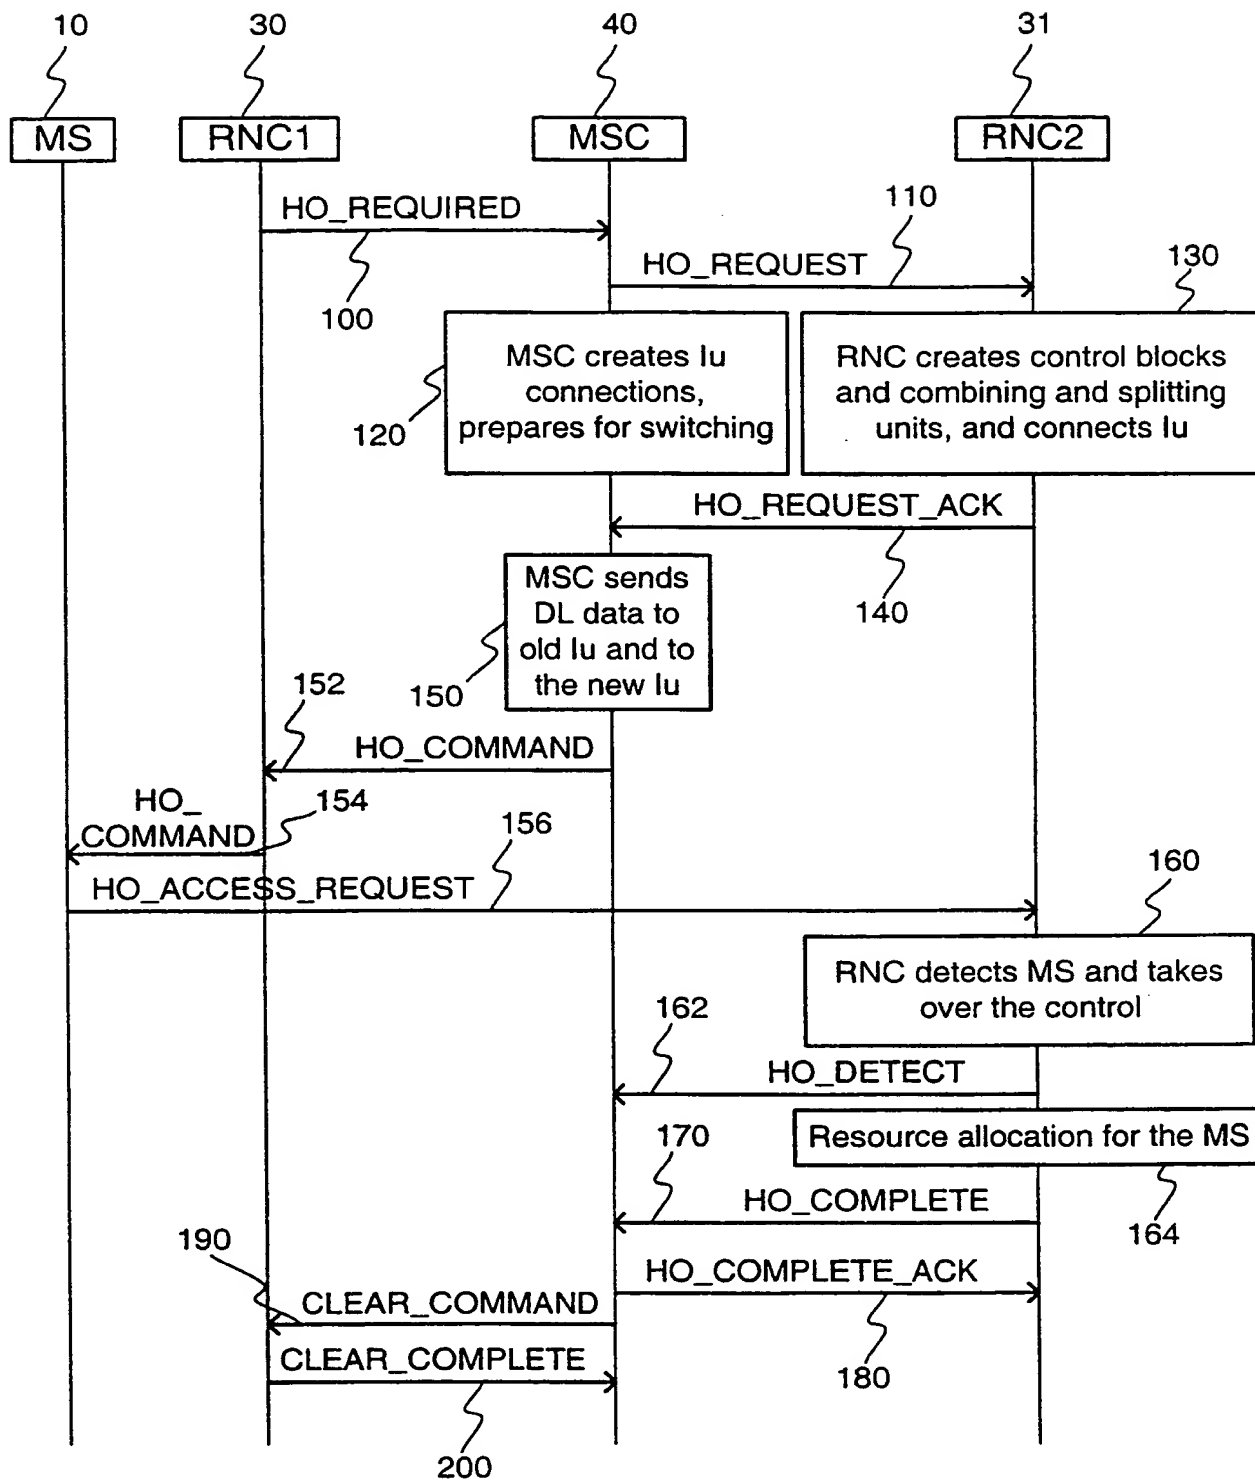 10
30
40
31
MS
RNC1
MSC
RNC2
HO_REQUIRED
100
110
HO_REQUEST
130
MSC creates Iu
connections,
prepares for switching
120
RNC creates control blocks
and combining and splitting
units, and connects Iu
HO_REQUEST_ACK
140
MSC sends
DL data to
old Iu and to
the new Iu
150
152
HO_COMMAND
HO_
COMMAND
154
156
HO_ACCESS_REQUEST
160
RNC detects MS and takes
over the control
162
HO_DETECT
Resource allocation for the MS
170
164
HO_COMPLETE
190
HO_COMPLETE_ACK
CLEAR_COMMAND
180
CLEAR_COMPLETE
200